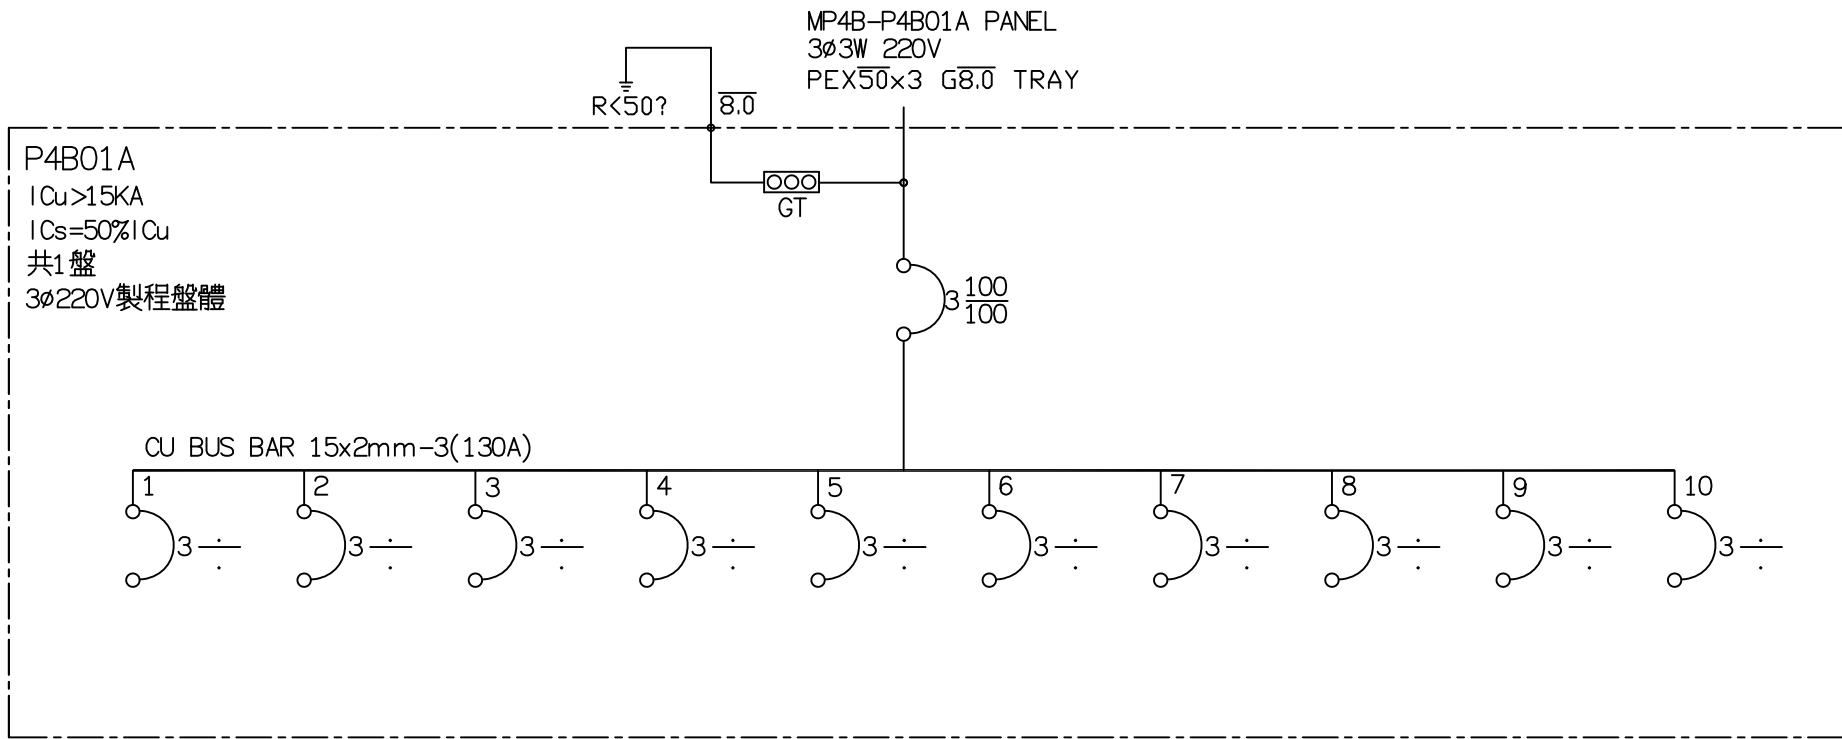 MP4B-P4B01A PANEL
3ø3W 220V
PEX50x3 G8.0 TRAY
R<50?
8.0
P4B01A
ICu>15KA
GT
ICs=50%ICu
共1盤
3ø220V製程盤體
3 100
100
CU BUS BAR 15x2mm-3(130A)
1 2 3 4 5 6 7 8 9 10
3 3 3 3 3 3 3 3 3 3